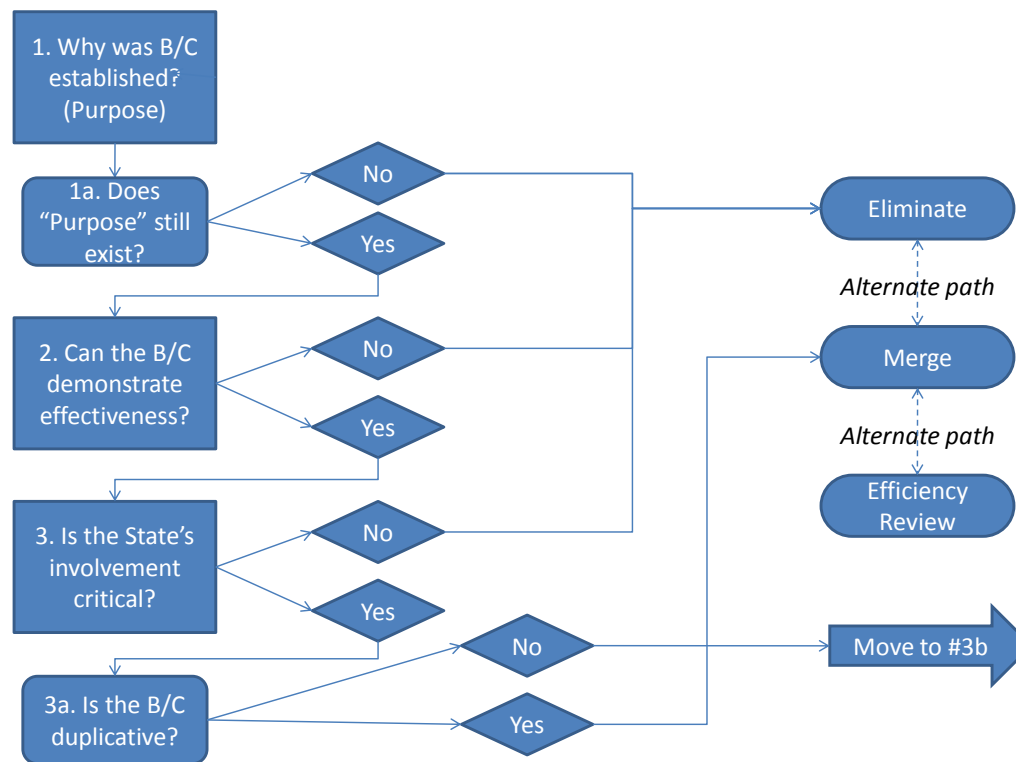 1. Why was B/C
established?
(Purpose)
No
1a. Does
“Purpose” still
exist?
Yes
Eliminate
Alternate path
2. Can the B/C
demonstrate
effectiveness?
No
Yes
Merge
Alternate path
Efficiency
Review
3. Is the State’s
involvement
critical?
No
Yes
No
Move to #3b
3a. Is the B/C
duplicative?
Yes